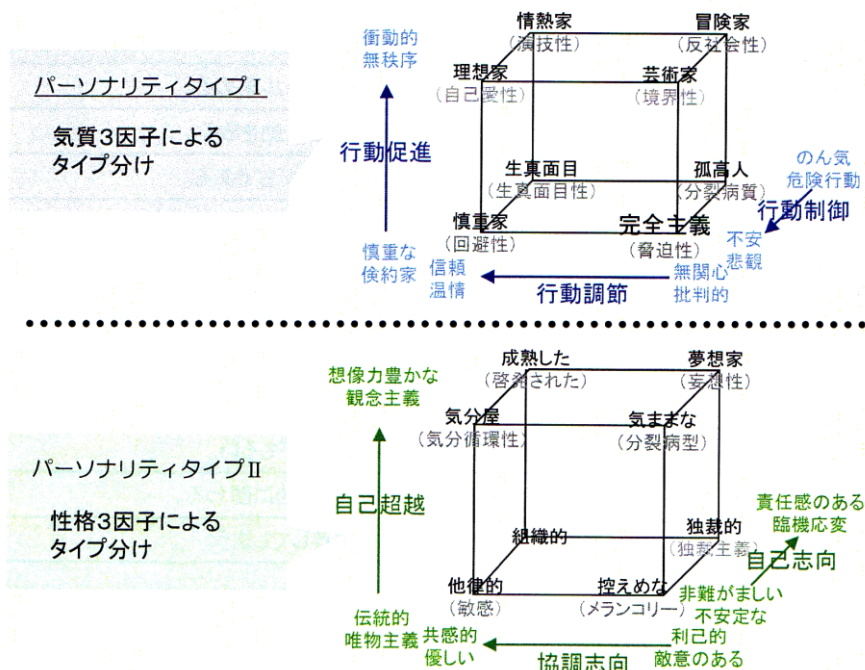 情熱家
(演技性)
冒険家
(反社会性)
衝動的
無秩序
理想家
(自己愛性)
芸術家
(境界性)
パーソナリティタイプⅠ
気質3因子による
タイプ分け
行動促進
生真面目
(生真面目性)
孤高人
(分裂病質)
のん気
危険行動
行動制御
慎重家
(回避性)
完全主義
(脅迫性)
不安
悲観
慎重な
倹約家
信頼
温情
行動調節
無関心
批判的
成熟した
(啓発された)
夢想家
(妄想性)
想像力豊かな
観念主義
気分屋
(気分循環性)
気ままな
(分裂病型)
パーソナリティタイプⅡ
性格3因子による
タイプ分け
自己超越
組織的
独裁的
(独裁主義)
責任感のある
臨機応変
自己志向
他律的
(敏感)
控えめな
(メランコリー)
非難がましい
不安定な
伝統的
唯物主義
共感的
優しい
協調志向
利己的
敵意のある